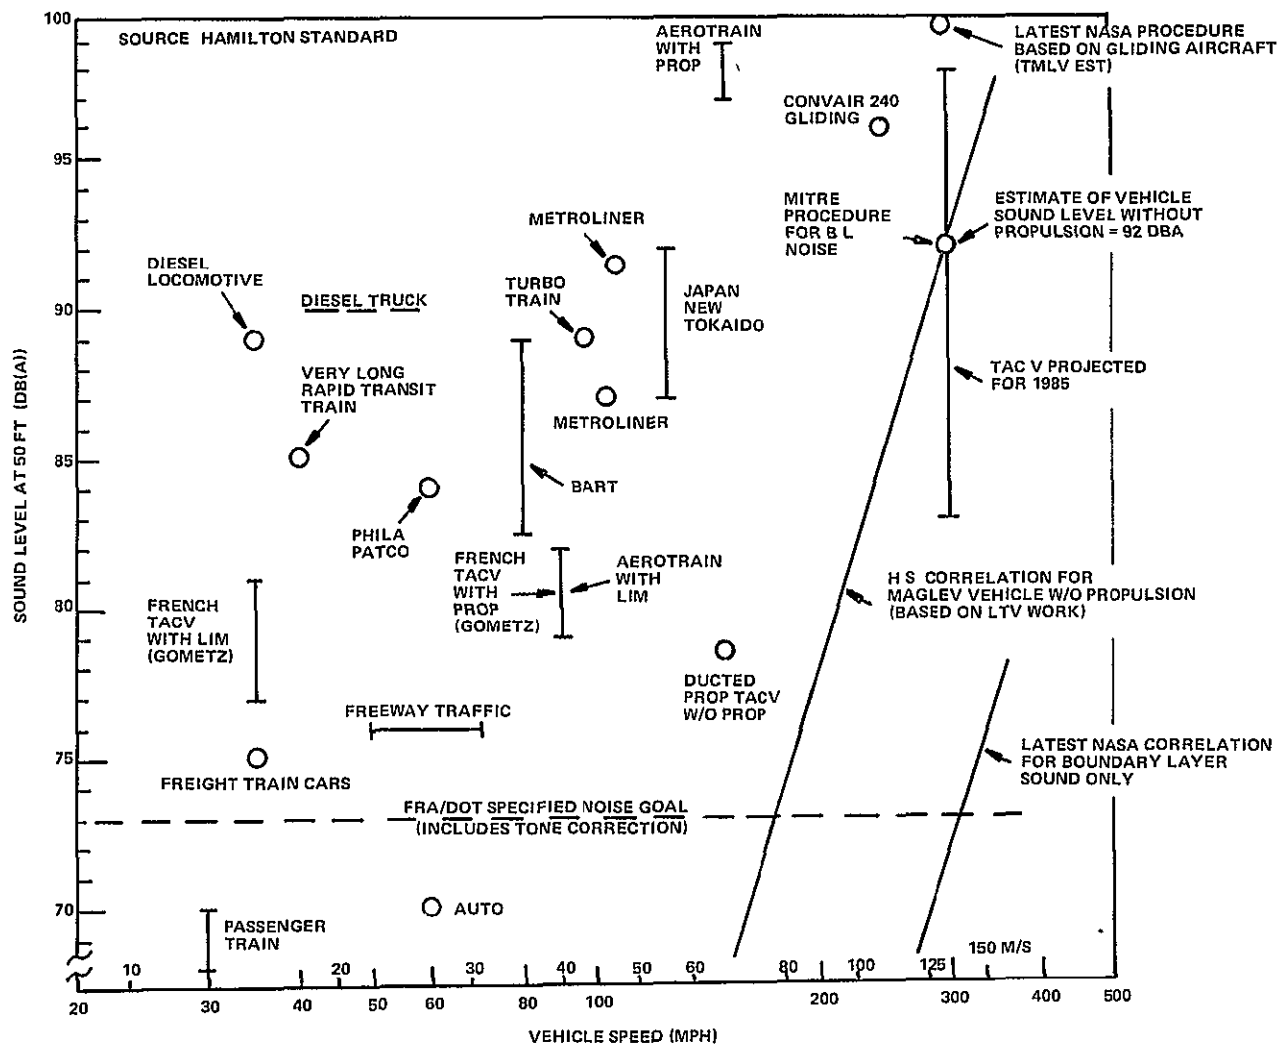 100
SOURCE HAMILTON STANDARD
AEROTRAIN
WITH
PROP
LATEST NASA PROCEDURE
BASED ON GLIDING AIRCRAFT
(TMLV EST)
CONVAIR 240
GLIDING
95
MITRE
PROCEDURE
FOR B L
NOISE
ESTIMATE OF VEHICLE
SOUND LEVEL WITHOUT
PROPULSION = 92 DBA
METROLINER
DIESEL
LOCOMOTIVE
DIESEL TRUCK
TURBO
TRAIN
JAPAN
NEW
TOKAIDO
90
VERY LONG
RAPID TRANSIT
TRAIN
TAC V PROJECTED
FOR 1985
METROLINER
SOUND LEVEL AT 50 FT (DB(A))
85
BART
PHILA
PATCO
FRENCH
TACV
WITH
PROP
(GOMETZ)
AEROTRAIN
WITH
LIM
H S CORRELATION FOR
MAGLEV VEHICLE W/O PROPULSION
(BASED ON LTV WORK)
80
FRENCH
TACV
WITH LIM
(GOMETZ)
DUCTED
PROP TACV
W/O PROP
FREEWAY TRAFFIC
75
FREIGHT TRAIN CARS
LATEST NASA CORRELATION
FOR BOUNDARY LAYER
SOUND ONLY
FRA/DOT SPECIFIED NOISE GOAL
(INCLUDES TONE CORRECTION)
70
AUTO
PASSENGER
TRAIN
10 20 30 40 60 80 100 125 150 M/S
20 30 40 50 60 80 100 200 300 400 500
VEHICLE SPEED (MPH)